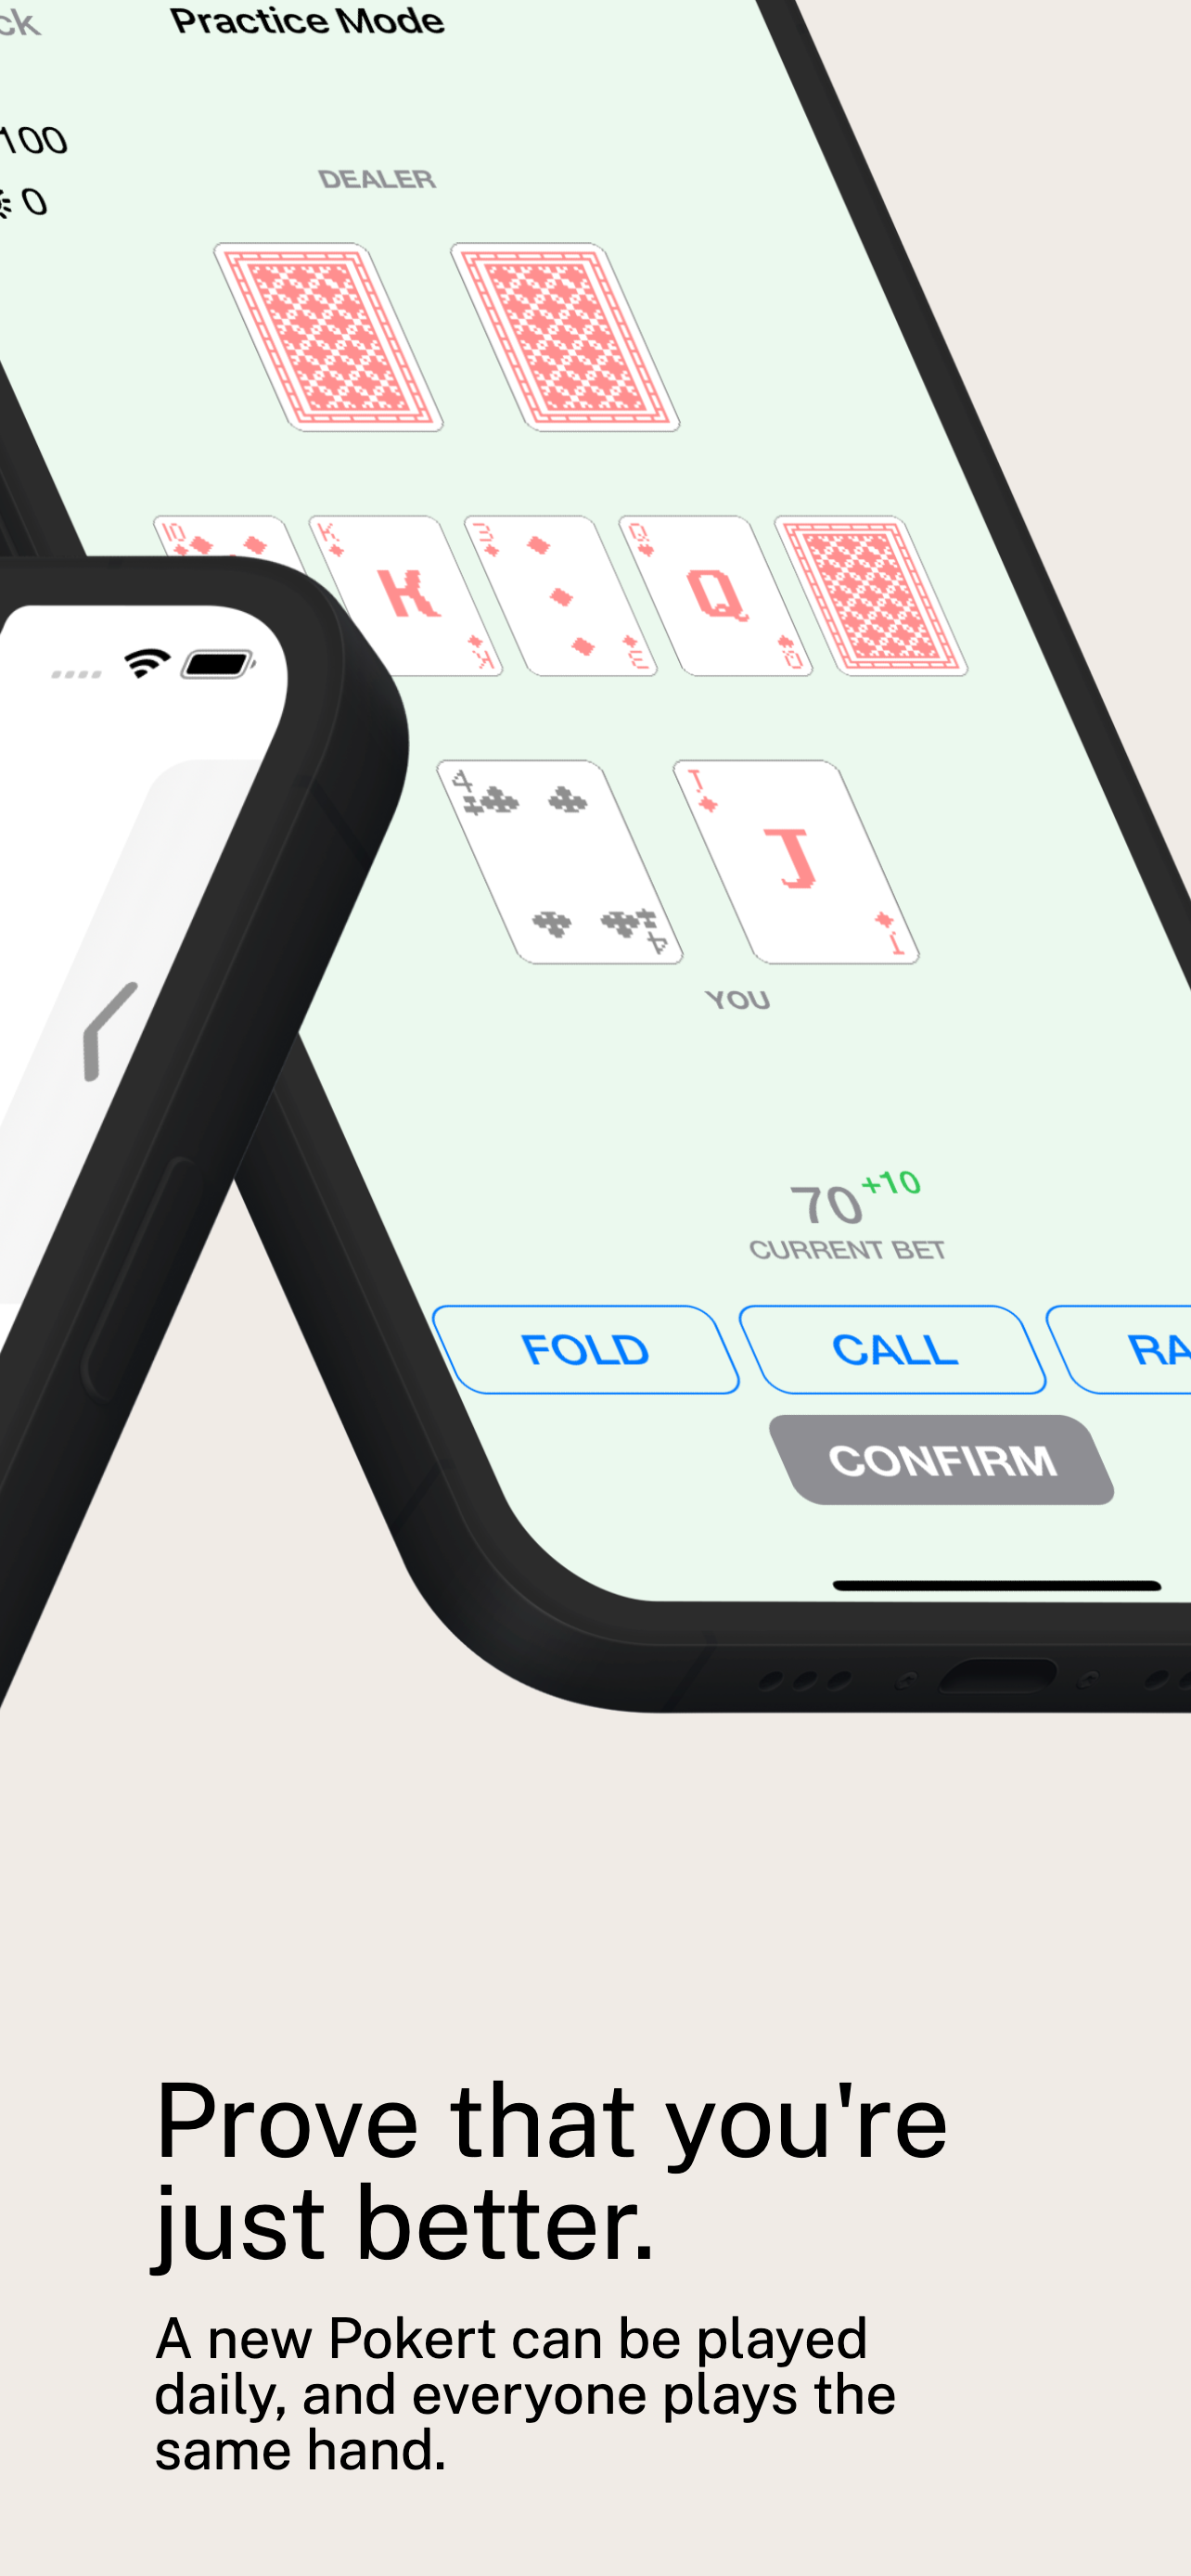 ck
Practice Mode
100
0
DEALER
10
K
K
3
3
Q
Q
Q
4
4
J
J
J
YOU
70 +10
CURRENT BET
FOLD
CALL
RA
CONFIRM
Prove that you're
just better.
A new Pokert can be played
daily, and everyone plays the
same hand.